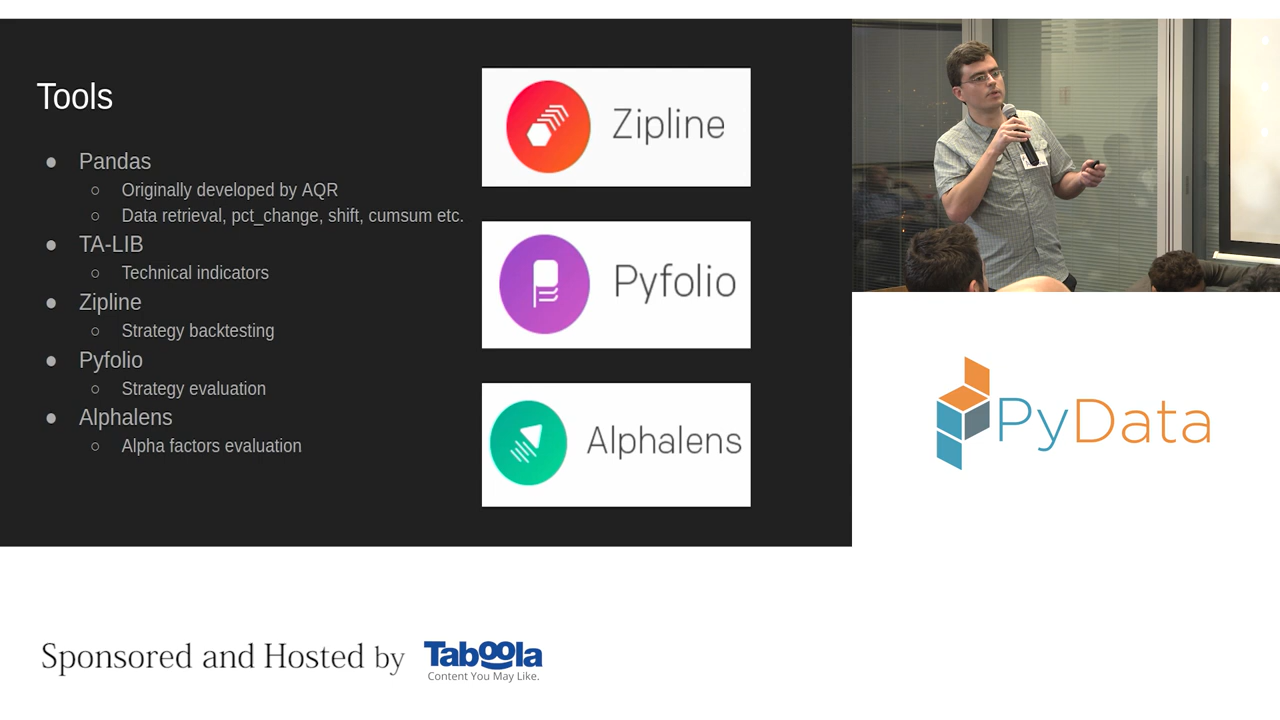 Tools
Pandas
Originally developed by AQR
Data retrieval, pct_change, shift, cumsum etc.
TA-LIB
Technical indicators
Zipline
Strategy backtesting
Pyfolio
Strategy evaluation
Alphalens
Alpha factors evaluation
Zipline
Pyfolio
Alphalens
PyData
Sponsored and Hosted by
Taboola
Content You May Like.